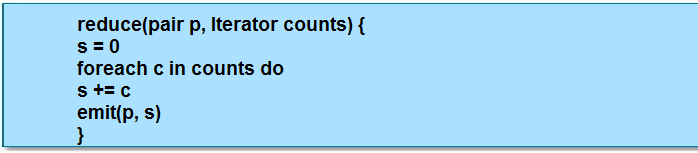 reduce(pair p, Iterator counts) {
s = 0
foreach c in counts do
s += c
emit(p, s)
}